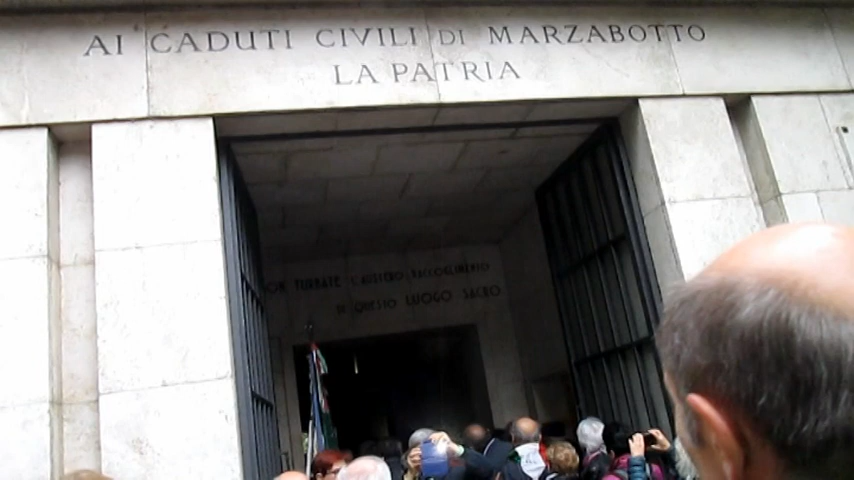 AI CADUTI CIVILI DI MARZABOTTO
LA PATRIA
NON TURBATE L'AUSTERO RACCOGLIMENTO
DI QUESTO LUOGO SACRO